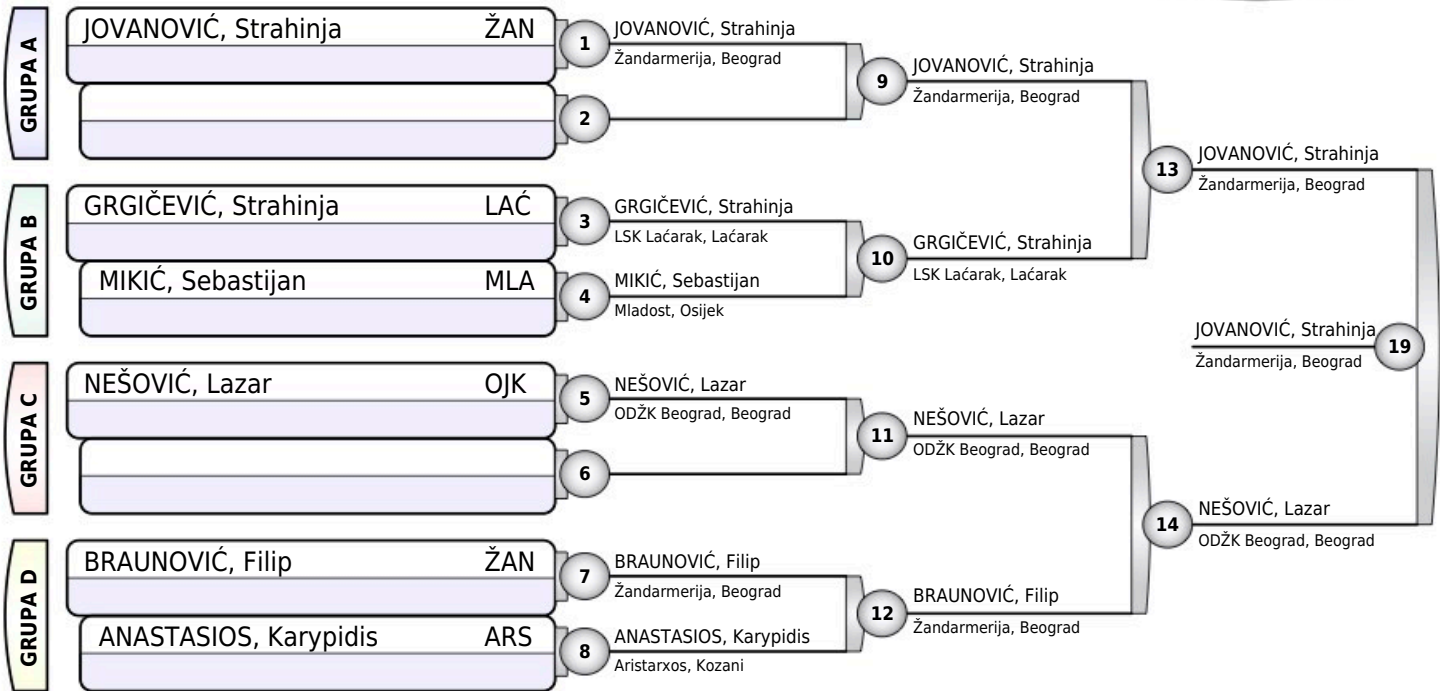 GRUPA A
JOVANOVIĆ, Strahinja ŽAN
1
2
JOVANOVIĆ, Strahinja
Žandarmerija, Beograd
9
JOVANOVIĆ, Strahinja
Žandarmerija, Beograd
GRUPA B
GRGIČEVIĆ, Strahinja LAĆ
MIKIĆ, Sebastijan MLA
3
4
GRGIČEVIĆ, Strahinja
LSK Laćarak, Laćarak
MIKIĆ, Sebastijan
Mladost, Osijek
10
GRGIČEVIĆ, Strahinja
LSK Laćarak, Laćarak
13
JOVANOVIĆ, Strahinja
Žandarmerija, Beograd
GRUPA C
NEŠOVIĆ, Lazar OJK
5
6
NEŠOVIĆ, Lazar
ODŽK Beograd, Beograd
11
NEŠOVIĆ, Lazar
ODŽK Beograd, Beograd
GRUPA D
BRAUNOVIĆ, Filip ŽAN
ANASTASIOS, Karypidis ARS
7
8
BRAUNOVIĆ, Filip
Žandarmerija, Beograd
ANASTASIOS, Karypidis
Aristarxos, Kozani
12
BRAUNOVIĆ, Filip
Žandarmerija, Beograd
14
NEŠOVIĆ, Lazar
ODŽK Beograd, Beograd
JOVANOVIĆ, Strahinja
Žandarmerija, Beograd
19